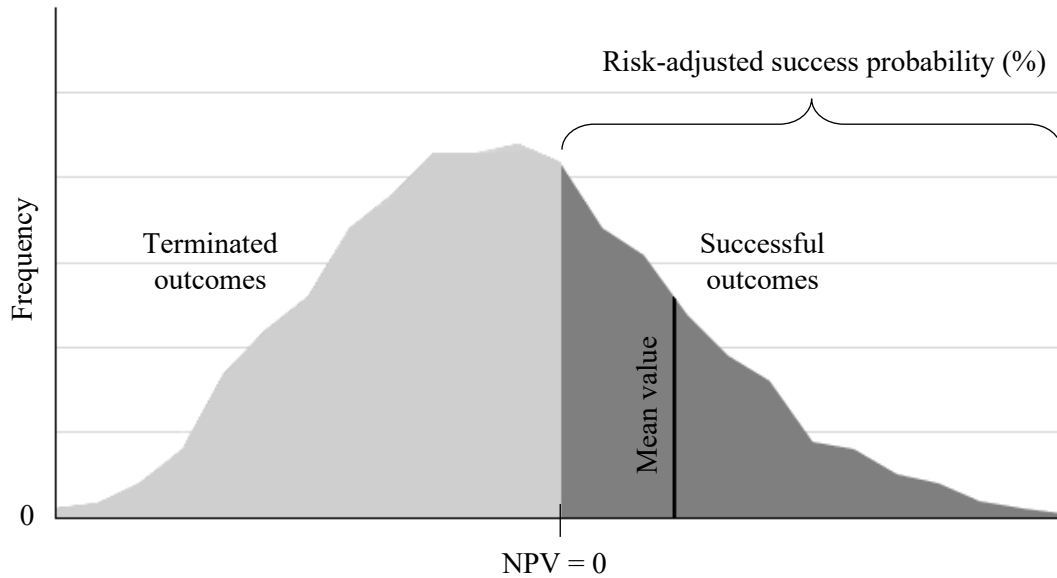 Risk-adjusted success probability (%)
Frequency
Terminated
outcomes
Successful
outcomes
Mean value
0
NPV = 0